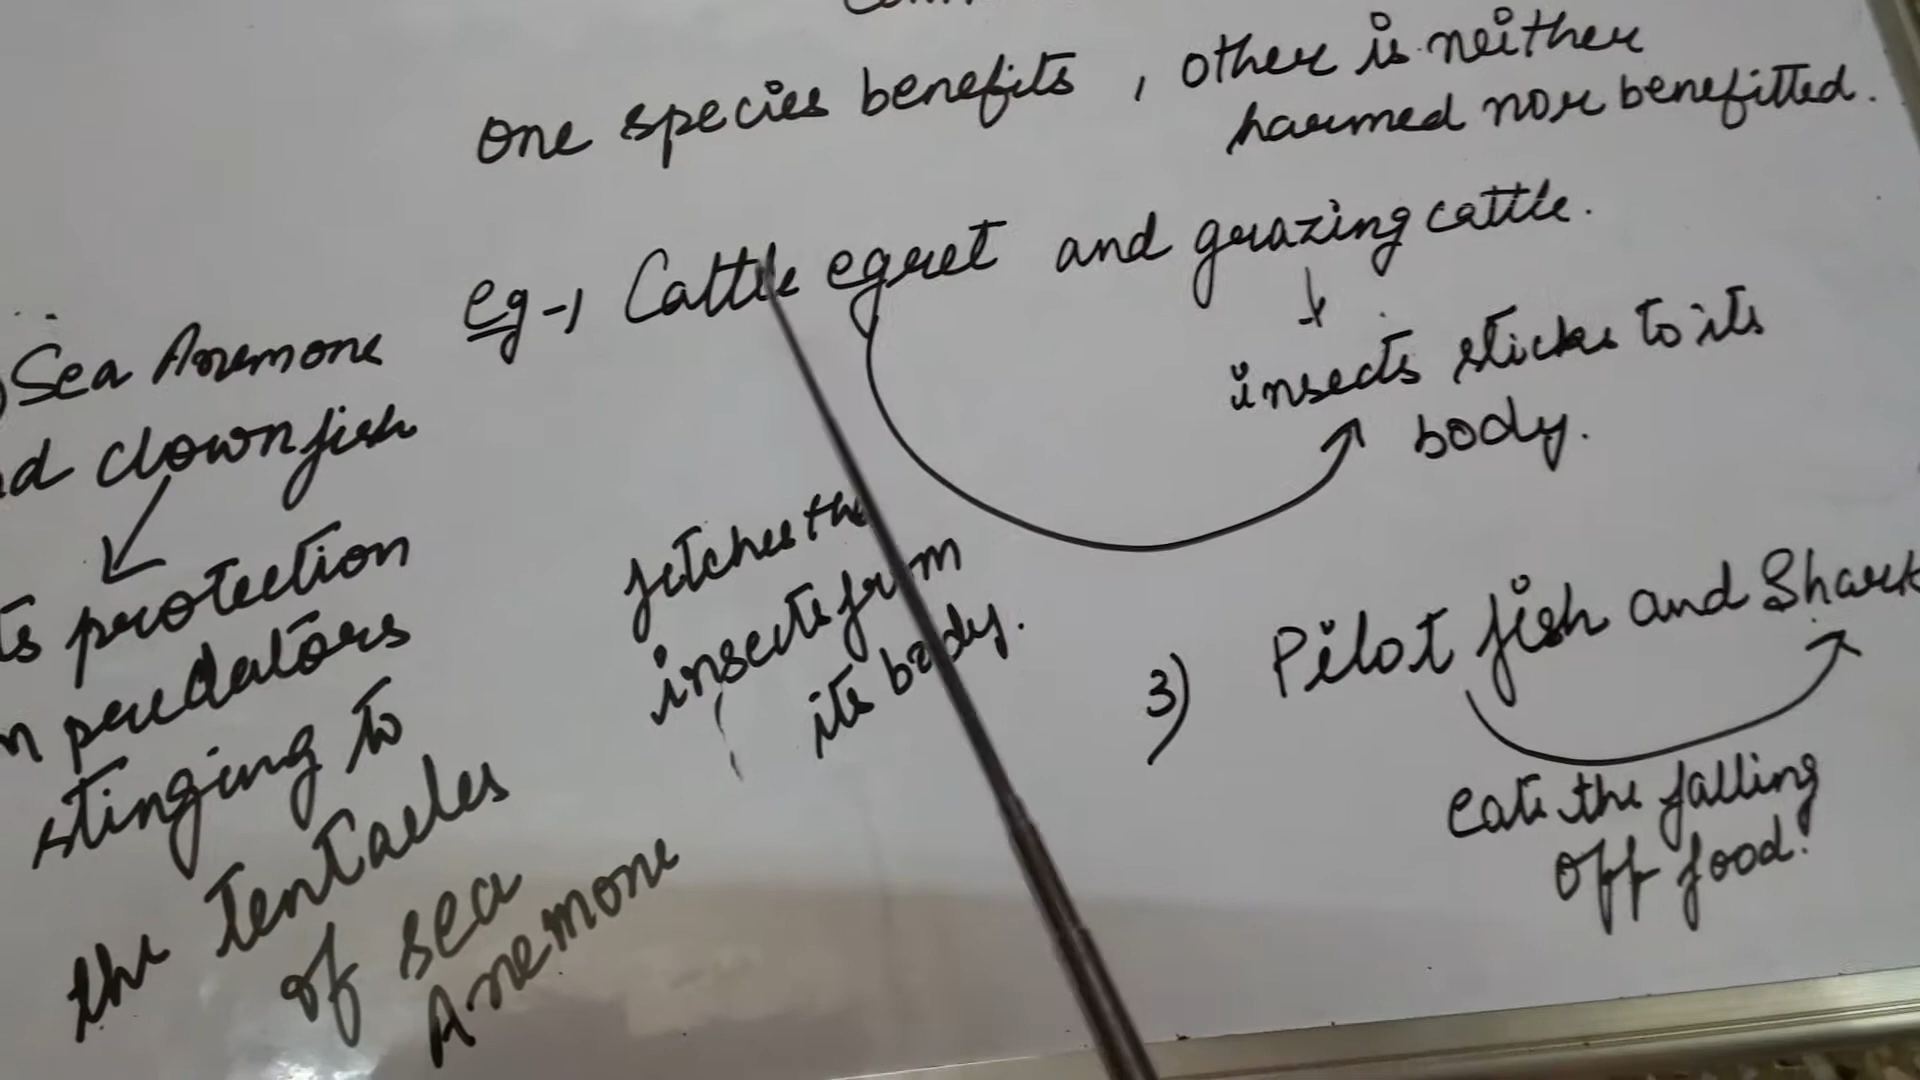 one species benefits, other is neither
harmed nor benefitted.
eg-1 Cattle egret and grazing cattle.
insects sticks to its
body.
fetches the
insects from
its body.
) Sea Anemone
nd clownfish
ts protection
m predators
stinging to
the tentacles
of sea
Anemone
3) Pilot fish and Shark
eats the falling
off food.